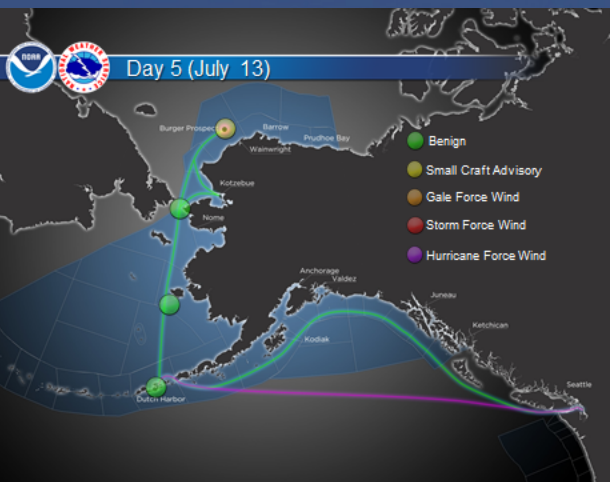 NOAA
NATIONAL WEATHER SERVICE
Day 5 (July 13)
Burger Prospect
Barrow
Wainwright
Prudhoe Bay
Benign
Small Craft Advisory
Kotzebue
Gale Force Wind
Nome
Storm Force Wind
Hurricane Force Wind
Anchorage
Valdez
Juneau
Ketchican
Kodiak
Seattle
Dutch Harbor